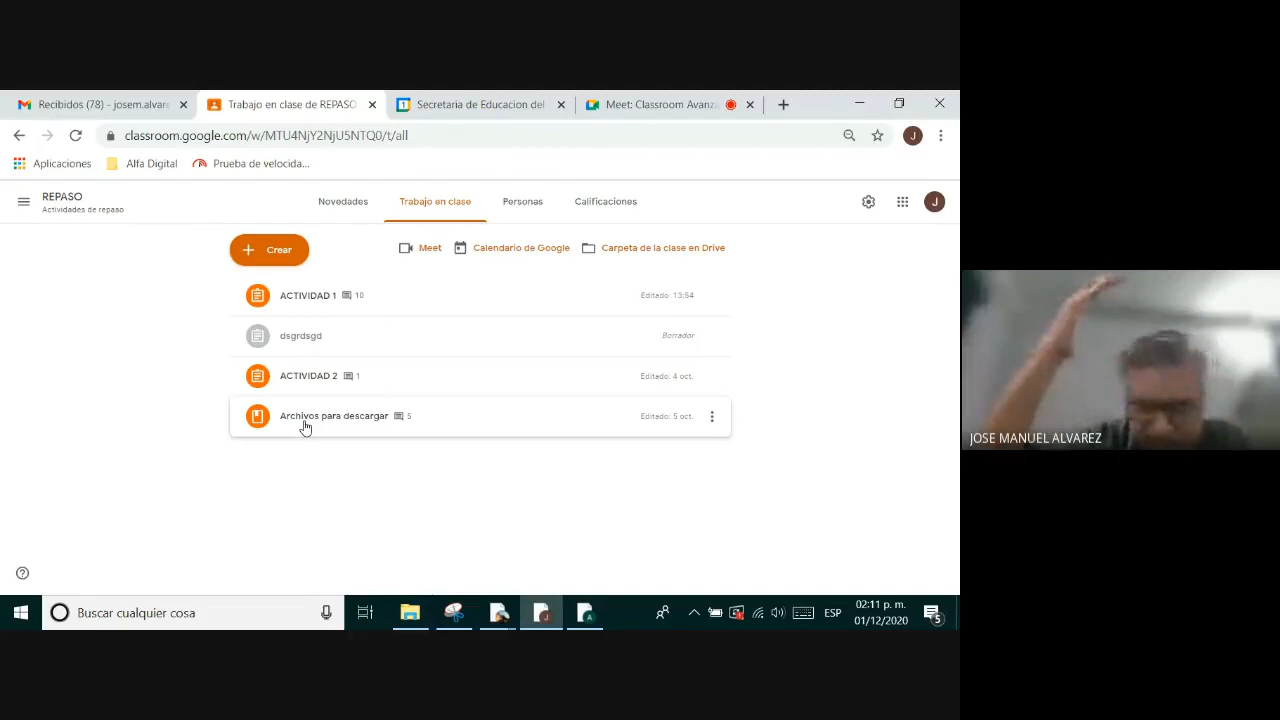 Recibidos (78) - josem.alvare
Trabajo en clase de REPASO
Secretaria de Educacion del
Meet: Classroom Avanz
classroom.google.com/w/MTU4NjY2NjU5NTQ0/t/all
J
Aplicaciones
Alfa Digital
Prueba de velocida...
REPASO
Actividades de repaso
Novedades
Trabajo en clase
Personas
Calificaciones
J
Crear
Meet
Calendario de Google
Carpeta de la clase en Drive
ACTIVIDAD 1 10 Editado: 13:54
dsgrdsgd Borrador
ACTIVIDAD 2 1 Editado: 4 oct.
Archivos para descargar 5 Editado: 5 oct.
JOSE MANUEL ALVAREZ
Buscar cualquier cosa
ESP
02:11 p. m.
01/12/2020
5